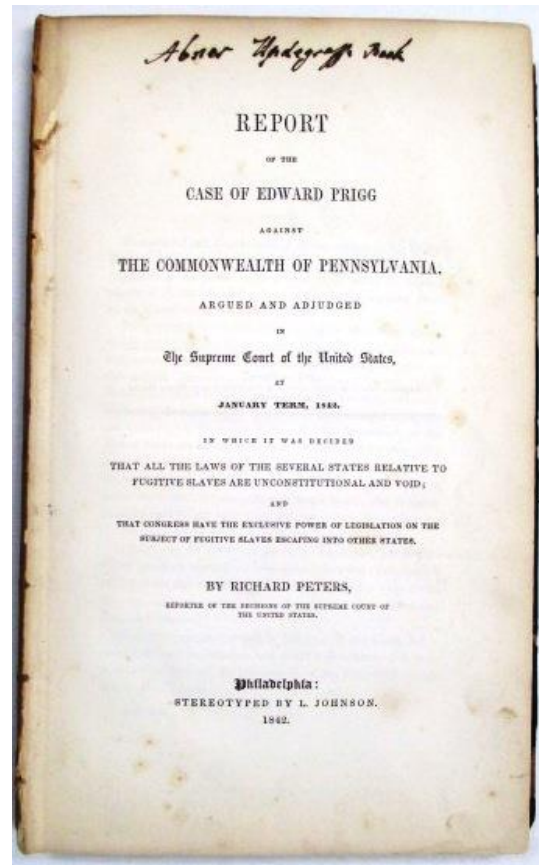 Abner Updegraff Book
REPORT
OF THE
CASE OF EDWARD PRIGG
AGAINST
THE COMMONWEALTH OF PENNSYLVANIA.
ARGUED AND ADJUDGED
IN
The Supreme Court of the United States,
AT
JANUARY TERM, 1842.
IN WHICH IT WAS DECIDED
THAT ALL THE LAWS OF THE SEVERAL STATES RELATIVE TO
FUGITIVE SLAVES ARE UNCONSTITUTIONAL AND VOID;
AND
THAT CONGRESS HAVE THE EXCLUSIVE POWER OF LEGISLATION ON THE
SUBJECT OF FUGITIVE SLAVES ESCAPING INTO OTHER STATES.
BY RICHARD PETERS,
REPORTER OF THE DECISIONS OF THE SUPREME COURT OF
THE UNITED STATES.
Philadelphia:
STEREOTYPED BY L. JOHNSON.
1842.